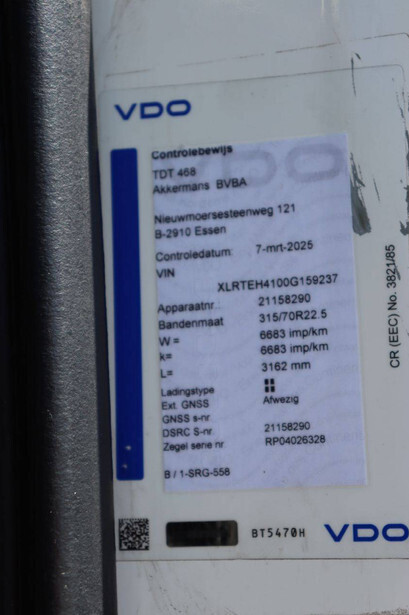 VDO
Controlebewijs
TDT 468
Akkermans BVBA
Nieuwmoersesteenweg 121
B-2910 Essen
Controledatum: 7-mrt-2025
VIN
XLRTEH4100G159237
Apparaatnr. 21158290
Bandenmaat 315/70R22.5
W = 6683 imp/km
k= 6683 imp/km
L= 3162 mm
Ladingstype
Ext. GNSS Afwezig
GNSS s-nr.
DSRC S-nr. 21158290
Zegel serie nr RP04026328
B / 1-SRG-558
BT5470H VDO
CR (EEC) No. 3821/85